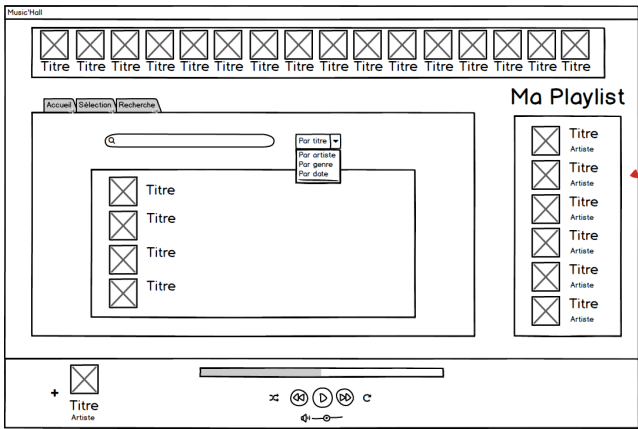 Music'Hall
Titre Titre Titre Titre Titre Titre Titre Titre Titre Titre Titre Titre Titre Titre Titre Titre
Ma Playlist
Accueil Sélection Recherche
Par titre
Par artiste
Par genre
Par date
Titre
Titre
Titre
Titre
Titre
Artiste
Titre
Artiste
Titre
Artiste
Titre
Artiste
Titre
Artiste
Titre
Artiste
Titre
Artiste